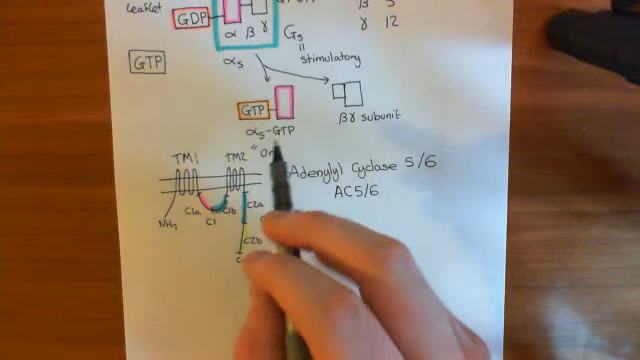 leaflet
GDP
α β γ
Gs
=
stimulatory
β 5
γ 12
GTP
αs
GTP
βγ subunit
αs-GTP
"On
TM1 TM2
Adenylyl Cyclase 5/6
AC5/6
C1a C1b C2a
C1
NH2
C2b